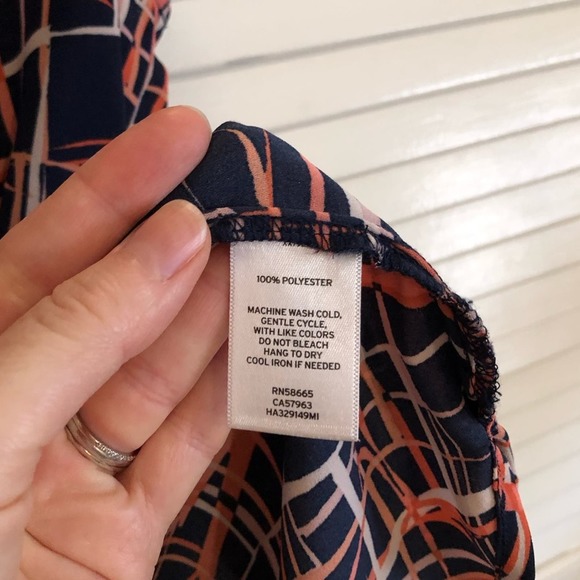 100% POLYESTER
MACHINE WASH COLD,
GENTLE CYCLE,
WITH LIKE COLORS
DO NOT BLEACH
HANG TO DRY
COOL IRON IF NEEDED
RN58665
CA57963
HA329149MI